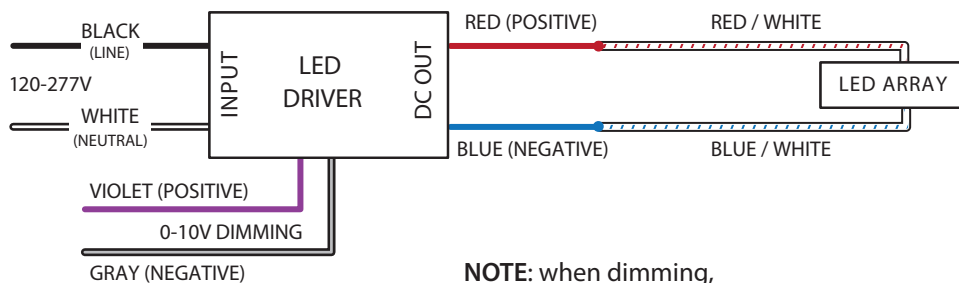 BLACK
(LINE)
120-277V
WHITE
(NEUTRAL)
INPUT
LED
DRIVER
DC OUT
RED (POSITIVE)
RED / WHITE
LED ARRAY
BLUE (NEGATIVE)
BLUE / WHITE
VIOLET (POSITIVE)
0-10V DIMMING
GRAY (NEGATIVE)
NOTE: when dimming,